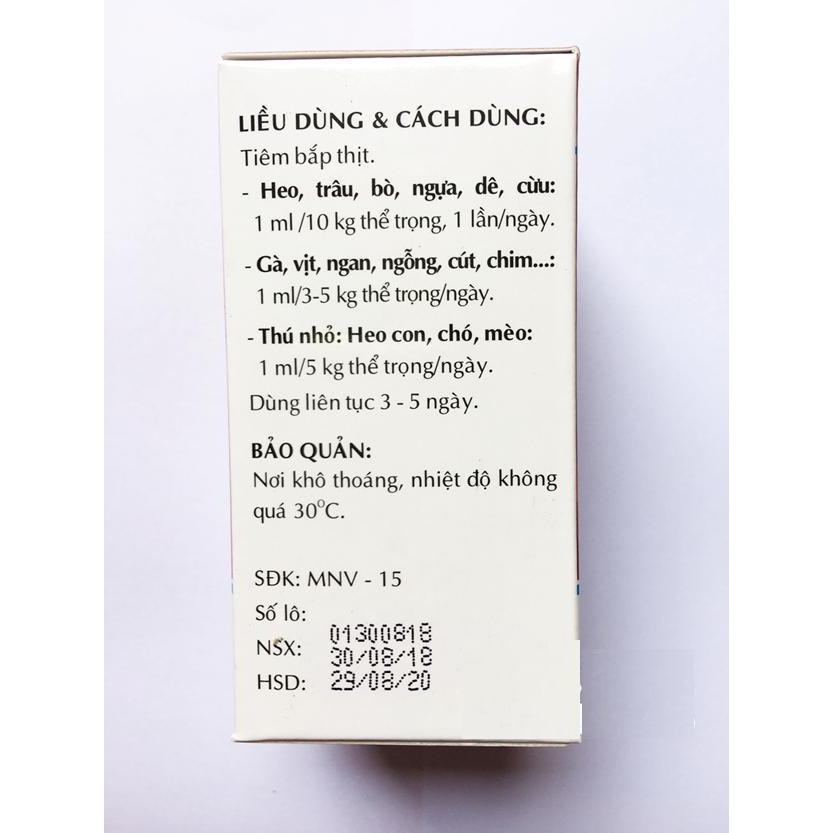 LIỀU DÙNG & CÁCH DÙNG:
Tiêm bắp thịt.
- Heo, trâu, bò, ngựa, dê, cừu:
1 ml /10 kg thể trọng, 1 lần/ngày.
- Gà, vịt, ngan, ngỗng, cút, chim...:
1 ml/3-5 kg thể trọng/ngày.
- Thú nhỏ: Heo con, chó, mèo:
1 ml/5 kg thể trọng/ngày.
Dùng liên tục 3 - 5 ngày.
BẢO QUẢN:
Nơi khô thoáng, nhiệt độ không
quá 30⁰C.
SĐK: MNV - 15
Số lô: 01300818
NSX: 30/08/18
HSD: 29/08/20